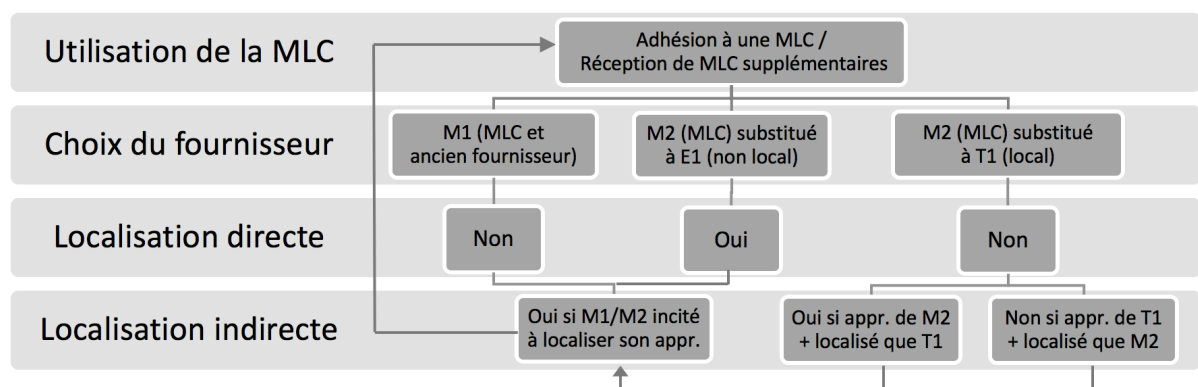 Utilisation de la MLC
Adhésion à une MLC /
Réception de MLC supplémentaires
Choix du fournisseur
M1 (MLC et
ancien fournisseur)
M2 (MLC) substitué
à E1 (non local)
M2 (MLC) substitué
à T1 (local)
Localisation directe
Non
Oui
Non
Localisation indirecte
Oui si M1/M2 incité
à localiser son appr.
Oui si appr. de M2
+ localisé que T1
Non si appr. de T1
+ localisé que M2